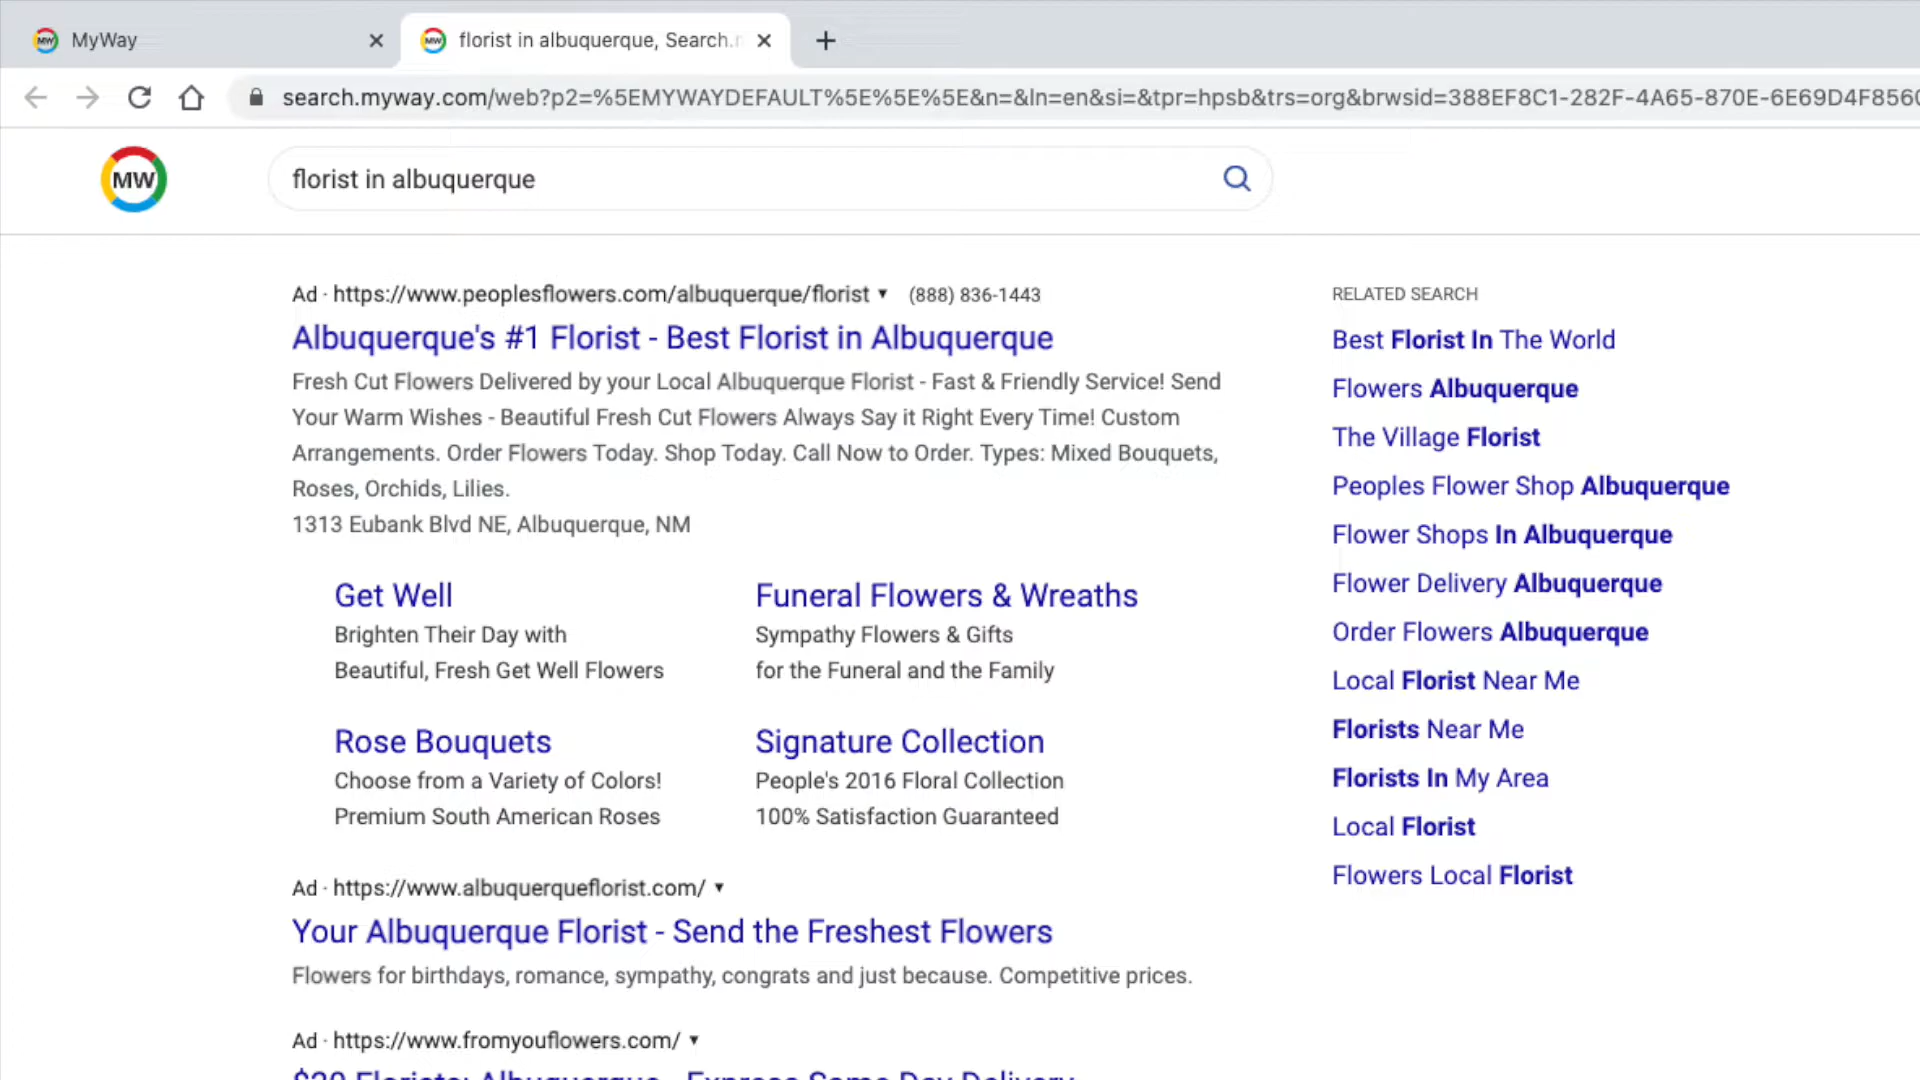 MyWay
florist in albuquerque, Search.
search.myway.com/web?p2=%5EMYWAYDEFAULT%5E%5E%5E&n=&ln=en&si=&tpr=hpsb&trs=org&brwsid=388EF8C1-282F-4A65-870E-6E69D4F8560
MW
florist in albuquerque
Ad · https://www.peoplesflowers.com/albuquerque/florist ▼ (888) 836-1443
Albuquerque's #1 Florist - Best Florist in Albuquerque
Fresh Cut Flowers Delivered by your Local Albuquerque Florist - Fast & Friendly Service! Send
Your Warm Wishes - Beautiful Fresh Cut Flowers Always Say it Right Every Time! Custom
Arrangements. Order Flowers Today. Shop Today. Call Now to Order. Types: Mixed Bouquets,
Roses, Orchids, Lilies.
1313 Eubank Blvd NE, Albuquerque, NM
Get Well
Brighten Their Day with
Beautiful, Fresh Get Well Flowers
Funeral Flowers & Wreaths
Sympathy Flowers & Gifts
for the Funeral and the Family
Rose Bouquets
Choose from a Variety of Colors!
Premium South American Roses
Signature Collection
People's 2016 Floral Collection
100% Satisfaction Guaranteed
Ad · https://www.albuquerqueflorist.com/ ▼
Your Albuquerque Florist - Send the Freshest Flowers
Flowers for birthdays, romance, sympathy, congrats and just because. Competitive prices.
Ad · https://www.fromyouflowers.com/ ▼
Florists: Albuquerque - Express Same Day Delivery
RELATED SEARCH
Best Florist In The World
Flowers Albuquerque
The Village Florist
Peoples Flower Shop Albuquerque
Flower Shops In Albuquerque
Flower Delivery Albuquerque
Order Flowers Albuquerque
Local Florist Near Me
Florists Near Me
Florists In My Area
Local Florist
Flowers Local Florist